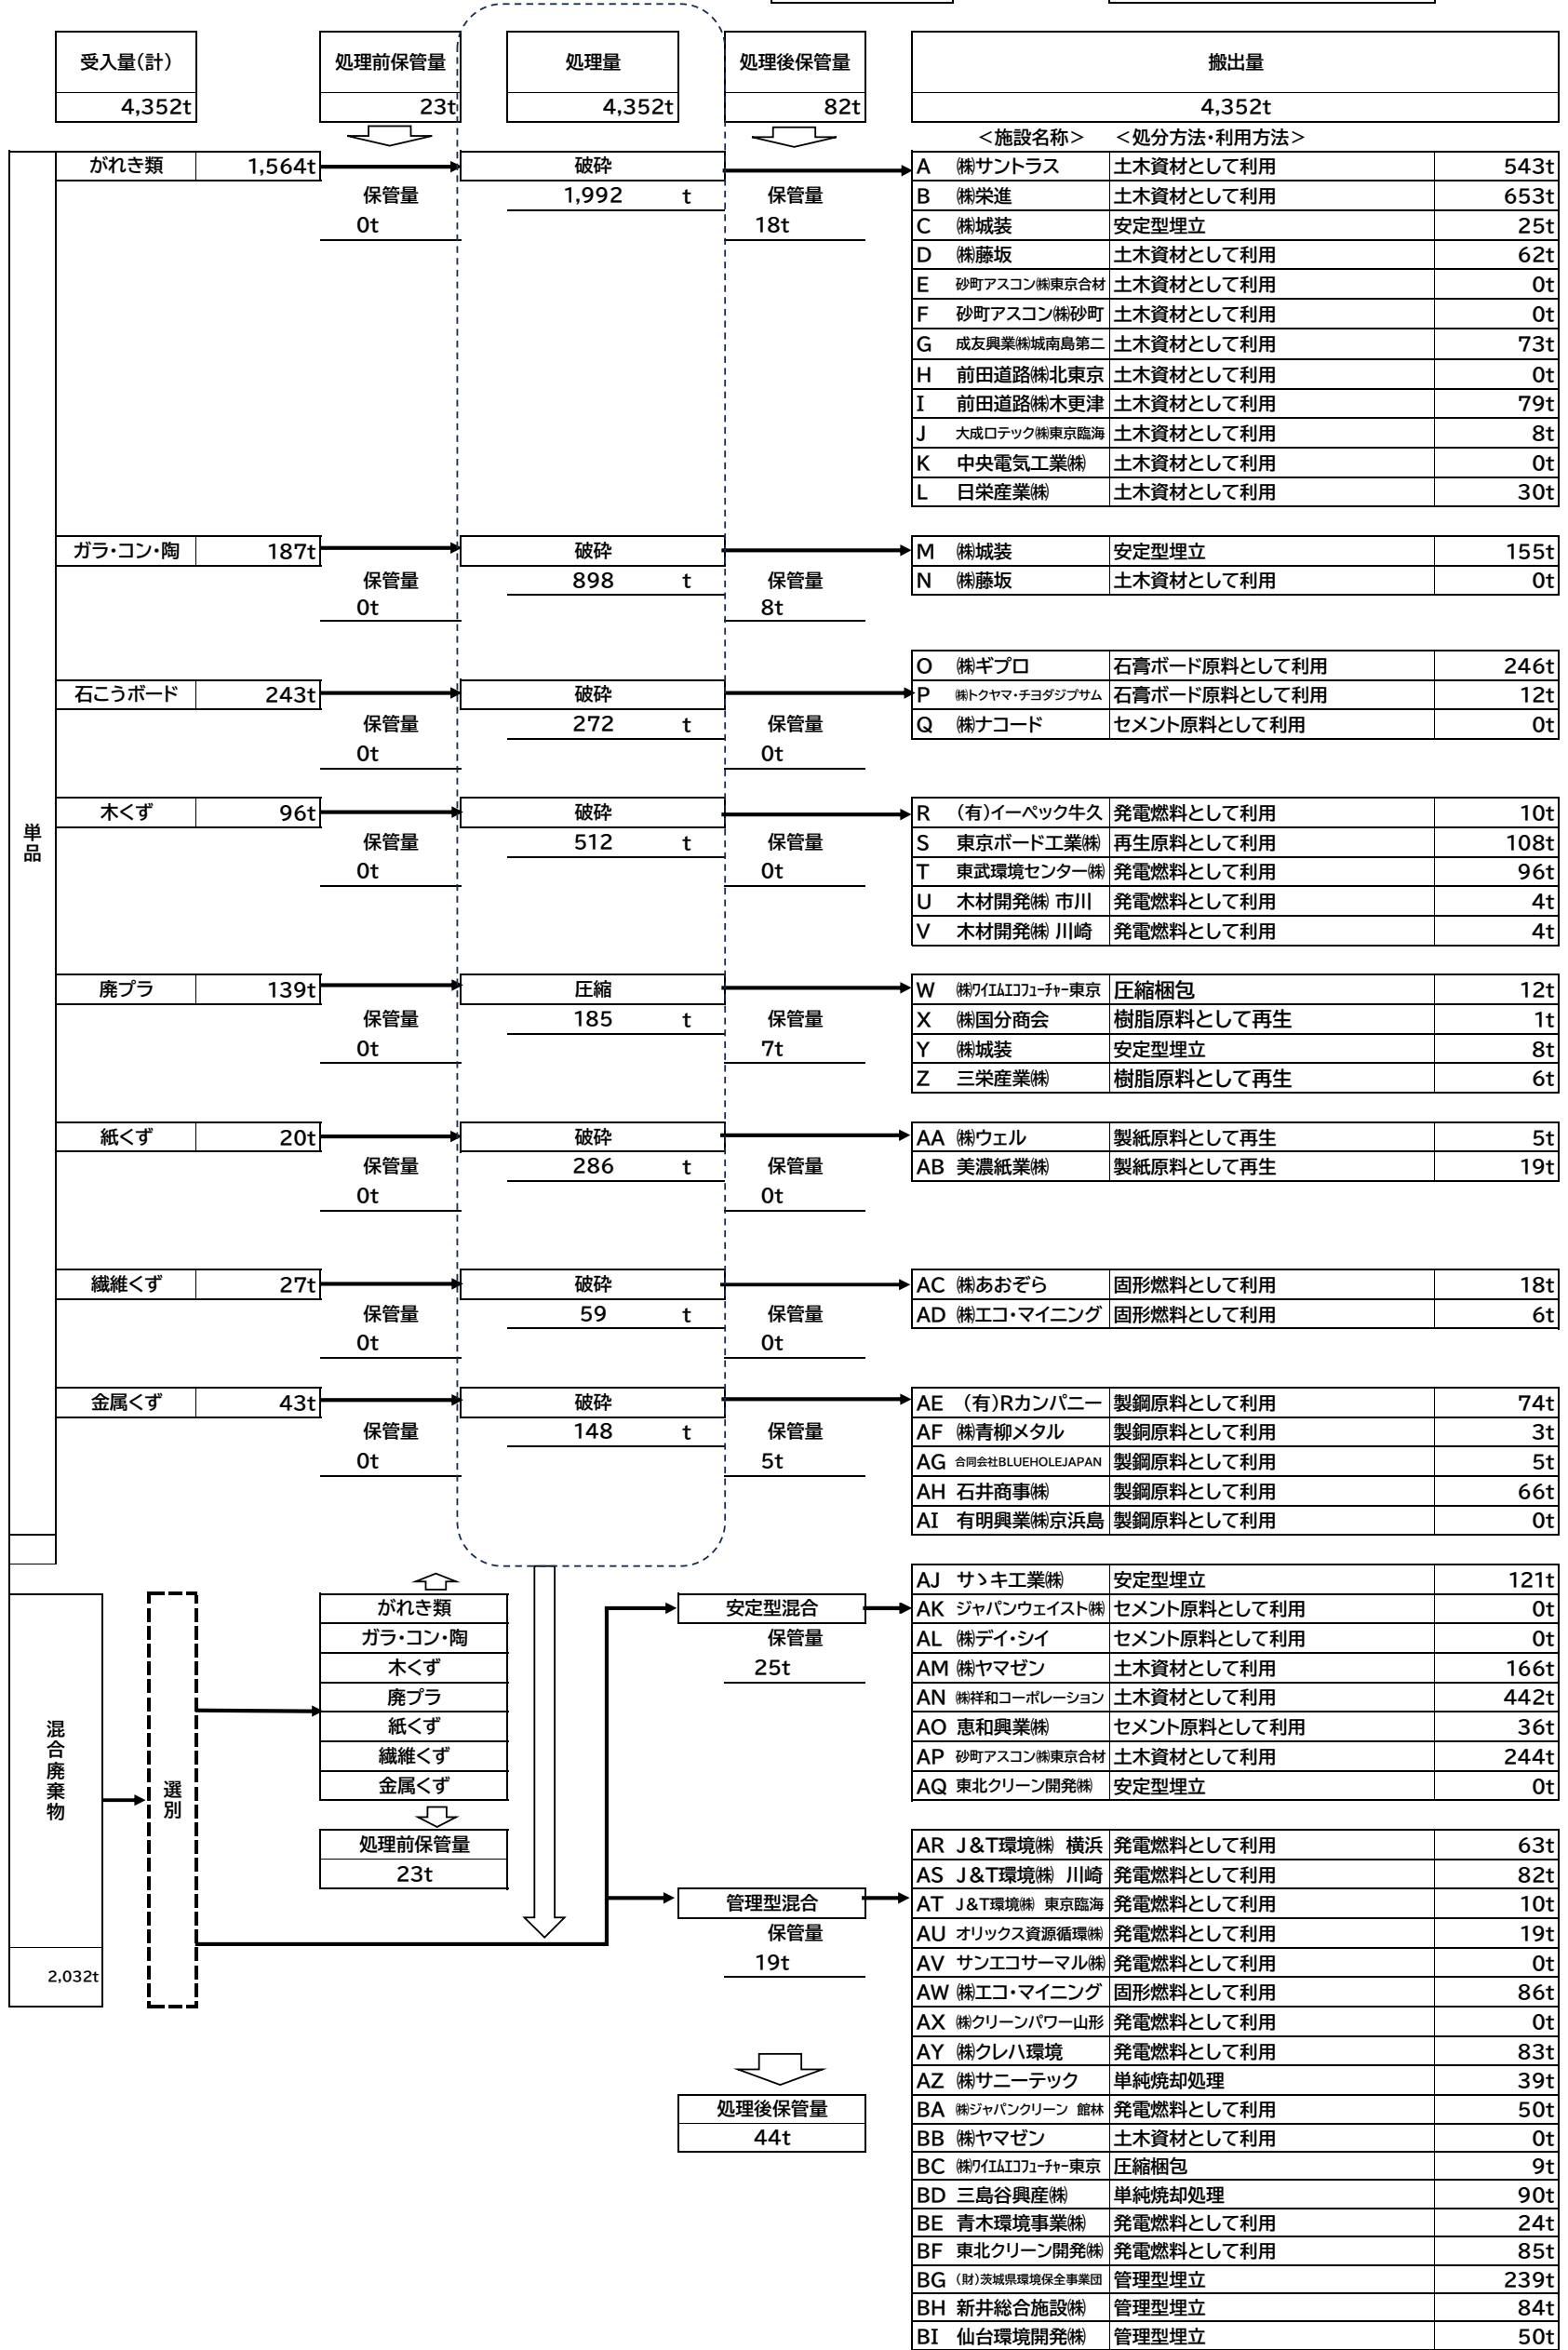 受入量(計) 処理前保管量 処理量 処理後保管量 搬出量
4,352t 23t 4,352t 82t 4,352t
＜施設名称＞ ＜処分方法・利用方法＞
単品
がれき類 1,564t 破砕 A ㈱サントラス 土木資材として利用 543t
保管量 1,992 t 保管量 B ㈱栄進 土木資材として利用 653t
0t 18t C ㈱城装 安定型埋立 25t
D ㈱藤坂 土木資材として利用 62t
E 砂町アスコン㈱東京合材 土木資材として利用 0t
F 砂町アスコン㈱砂町 土木資材として利用 0t
G 成友興業㈱城南島第二 土木資材として利用 73t
H 前田道路㈱北東京 土木資材として利用 0t
I 前田道路㈱木更津 土木資材として利用 79t
J 大成ロテック㈱東京臨海 土木資材として利用 8t
K 中央電気工業㈱ 土木資材として利用 0t
L 日栄産業㈱ 土木資材として利用 30t
ガラ・コン・陶 187t 破砕 M ㈱城装 安定型埋立 155t
保管量 898 t 保管量 N ㈱藤坂 土木資材として利用 0t
0t 8t
O ㈱ギプロ 石膏ボード原料として利用 246t
石こうボード 243t 破砕 P ㈱トクヤマ・チヨダジプサム 石膏ボード原料として利用 12t
保管量 272 t 保管量 Q ㈱ナコード セメント原料として利用 0t
0t 0t
木くず 96t 破砕 R (有)イーペック牛久 発電燃料として利用 10t
保管量 512 t 保管量 S 東京ボード工業㈱ 再生原料として利用 108t
0t 0t T 東武環境センター㈱ 発電燃料として利用 96t
U 木材開発㈱ 市川 発電燃料として利用 4t
V 木材開発㈱ 川崎 発電燃料として利用 4t
廃プラ 139t 圧縮 W ㈱ﾜｲｴﾑｴｺﾌｭｰﾁｬｰ東京 圧縮梱包 12t
保管量 185 t 保管量 X ㈱国分商会 樹脂原料として再生 1t
0t 7t Y ㈱城装 安定型埋立 8t
Z 三栄産業㈱ 樹脂原料として再生 6t
紙くず 20t 破砕 AA ㈱ウェル 製紙原料として再生 5t
保管量 286 t 保管量 AB 美濃紙業㈱ 製紙原料として再生 19t
0t 0t
繊維くず 27t 破砕 AC ㈱あおぞら 固形燃料として利用 18t
保管量 59 t 保管量 AD ㈱エコ・マイニング 固形燃料として利用 6t
0t 0t
金属くず 43t 破砕 AE (有)Rカンパニー 製鋼原料として利用 74t
保管量 148 t 保管量 AF ㈱青柳メタル 製銅原料として利用 3t
0t 5t AG 合同会社BLUEHOLEJAPAN 製鋼原料として利用 5t
AH 石井商事㈱ 製鋼原料として利用 66t
AI 有明興業㈱京浜島 製鋼原料として利用 0t
AJ サヽキ工業㈱ 安定型埋立 121t
がれき類 安定型混合 AK ジャパンウェイスト㈱ セメント原料として利用 0t
ガラ・コン・陶 保管量 AL ㈱デイ・シイ セメント原料として利用 0t
木くず 25t AM ㈱ヤマゼン 土木資材として利用 166t
廃プラ AN ㈱祥和コーポレーション 土木資材として利用 442t
紙くず AO 恵和興業㈱ セメント原料として利用 36t
繊維くず AP 砂町アスコン㈱東京合材 土木資材として利用 244t
金属くず AQ 東北クリーン開発㈱ 安定型埋立 0t
混合廃棄物
選別
処理前保管量 AR J&T環境㈱ 横浜 発電燃料として利用 63t
23t AS J&T環境㈱ 川崎 発電燃料として利用 82t
管理型混合 AT J&T環境㈱ 東京臨海 発電燃料として利用 10t
保管量 AU オリックス資源循環㈱ 発電燃料として利用 19t
2,032t 19t AV サンエコサーマル㈱ 発電燃料として利用 0t
AW ㈱エコ・マイニング 固形燃料として利用 86t
AX ㈱クリーンパワー山形 発電燃料として利用 0t
AY ㈱クレハ環境 発電燃料として利用 83t
AZ ㈱サニーテック 単純焼却処理 39t
処理後保管量 BA ㈱ジャパンクリーン 館林 発電燃料として利用 50t
44t BB ㈱ヤマゼン 土木資材として利用 0t
BC ㈱ﾜｲｴﾑｴｺﾌｭｰﾁｬｰ東京 圧縮梱包 9t
BD 三島谷興産㈱ 単純焼却処理 90t
BE 青木環境事業㈱ 発電燃料として利用 24t
BF 東北クリーン開発㈱ 発電燃料として利用 85t
BG (財)茨城県環境保全事業団 管理型埋立 239t
BH 新井総合施設㈱ 管理型埋立 84t
BI 仙台環境開発㈱ 管理型埋立 50t